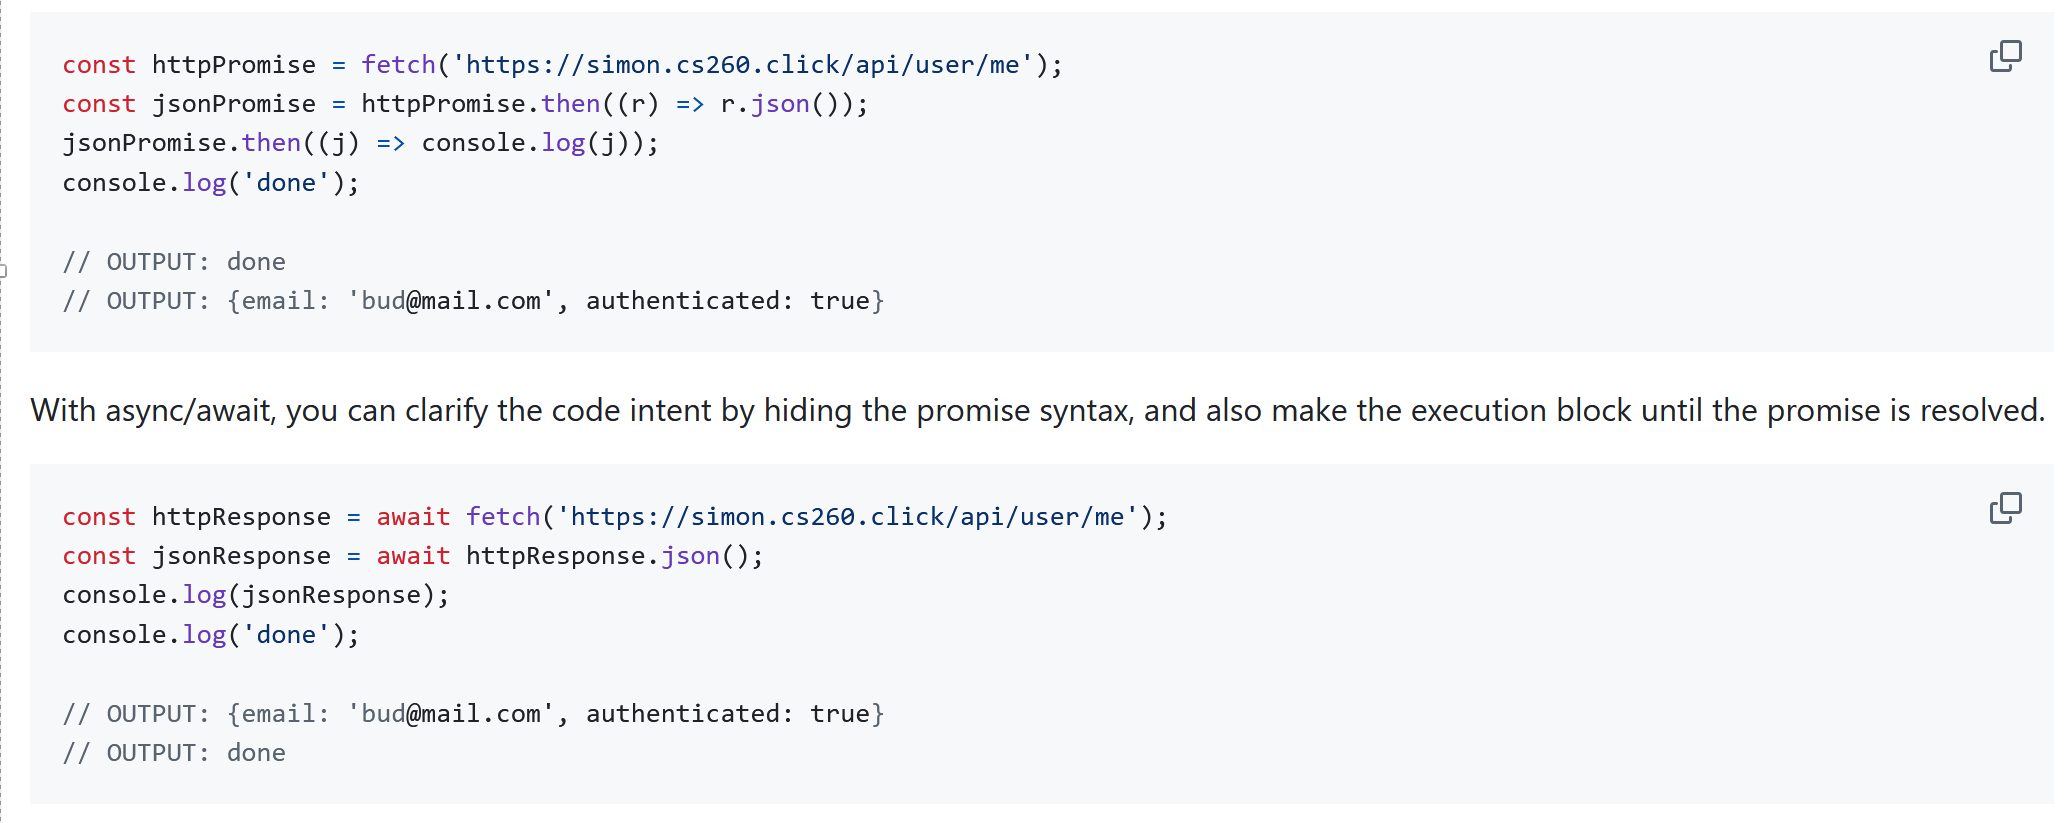 const httpPromise = fetch('https://simon.cs260.click/api/user/me');
const jsonPromise = httpPromise.then((r) => r.json());
jsonPromise.then((j) => console.log(j));
console.log('done');
// OUTPUT: done
// OUTPUT: {email: 'bud@mail.com', authenticated: true}
With async/await, you can clarify the code intent by hiding the promise syntax, and also make the execution block until the promise is resolved.
const httpResponse = await fetch('https://simon.cs260.click/api/user/me');
const jsonResponse = await httpResponse.json();
console.log(jsonResponse);
console.log('done');
// OUTPUT: {email: 'bud@mail.com', authenticated: true}
// OUTPUT: done